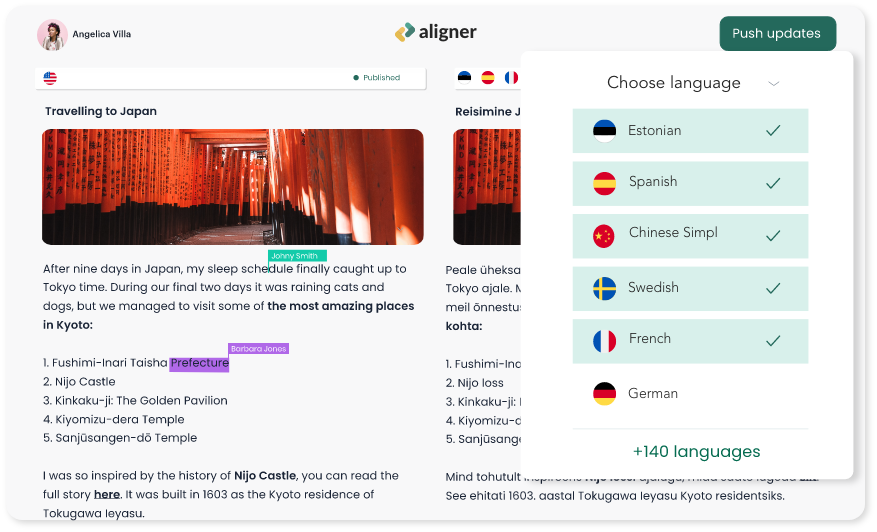 Angelica Villa
aligner
Push updates
Published
Choose language
Estonian
Spanish
Chinese Simpl
Swedish
French
German
+140 languages
Travelling to Japan
Johny Smith
After nine days in Japan, my sleep schedule finally caught up to
Tokyo time. During our final two days it was raining cats and
dogs, but we managed to visit some of the most amazing places
in Kyoto:
Borbara Jones
1. Fushimi-Inari Taisha Prefecture
2. Nijo Castle
3. Kinkaku-ji: The Golden Pavilion
4. Kiyomizu-dera Temple
5. Sanjūsangen-dō Temple
I was so inspired by the history of Nijo Castle, you can read the
full story here. It was built in 1603 as the Kyoto residence of
Tokugawa Ieyasu.
Reisimine J
Peale üheksa
Tokyo ajale. M
meil õnnestus
kohta:
1. Fushimi-Ina
2. Nijo loss
3. Kinkaku-ji:
4. Kiyomizu-d
5. Sanjūsange
Mind tohutult
See ehitati 1603. aastal Tokugawa Ieyasu Kyoto residentsiks.